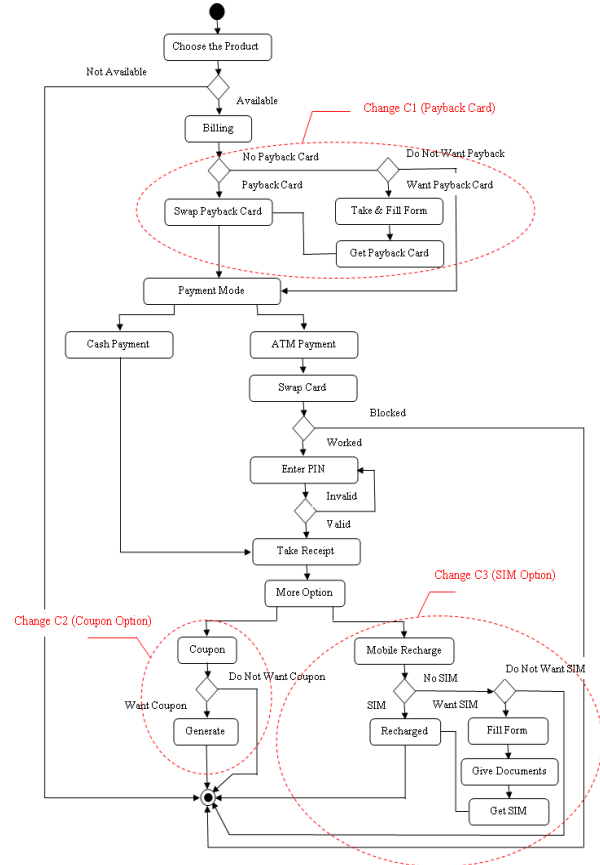 Choose the Product
Not Available
Available
Change C1 (Payback Card)
Billing
No Payback Card
Do Not Want Payback
Payback Card
Want Payback Card
Swap Payback Card
Take & Fill Form
Get Payback Card
Payment Mode
Cash Payment
ATM Payment
Swap Card
Blocked
Worked
Enter PIN
Invalid
Valid
Take Receipt
Change C3 (SIM Option)
More Option
Change C2 (Coupon Option)
Coupon
Mobile Recharge
Do Not Want SIM
Do Not Want Coupon
No SIM
Want Coupon
SIM
Want SIM
Generate
Recharged
Fill Form
Give Documents
Get SIM